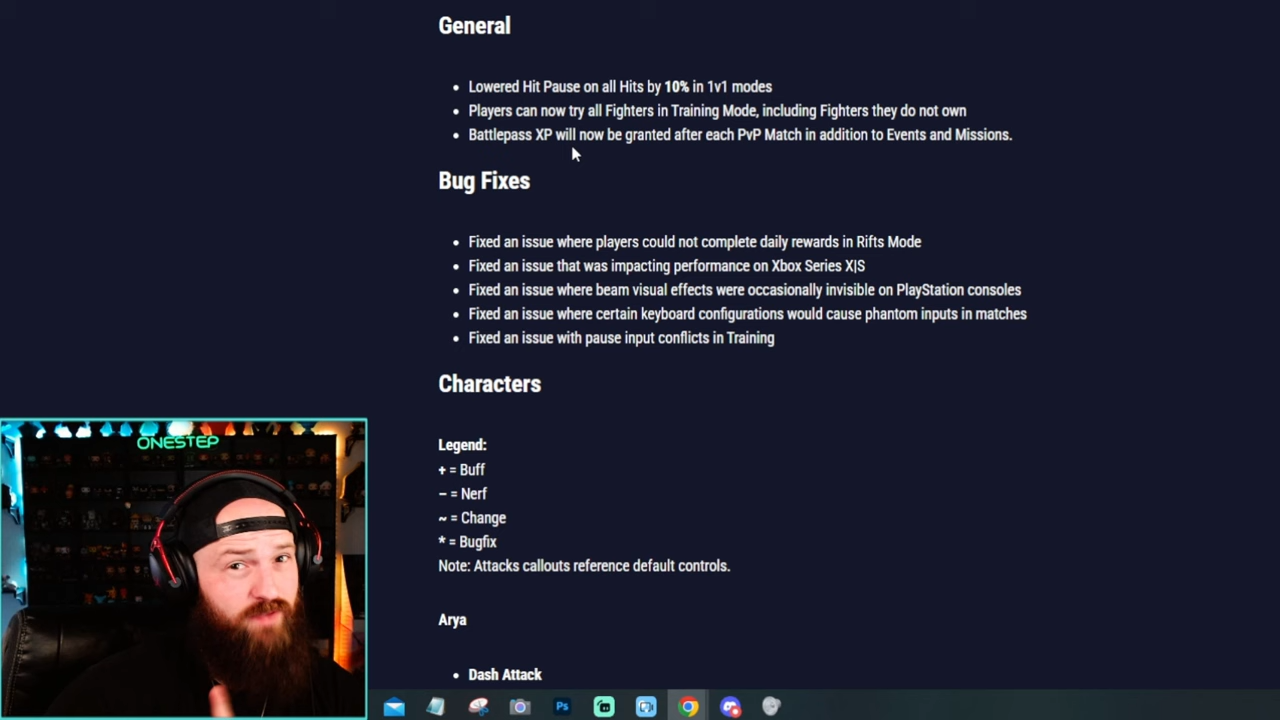 General
Lowered Hit Pause on all Hits by 10% in 1v1 modes
Players can now try all Fighters in Training Mode, including Fighters they do not own
Battlepass XP will now be granted after each PvP Match in addition to Events and Missions.
Bug Fixes
Fixed an issue where players could not complete daily rewards in Rifts Mode
Fixed an issue that was impacting performance on Xbox Series X|S
Fixed an issue where beam visual effects were occasionally invisible on PlayStation consoles
Fixed an issue where certain keyboard configurations would cause phantom inputs in matches
Fixed an issue with pause input conflicts in Training
Characters
Legend:
+ = Buff
– = Nerf
~ = Change
* = Bugfix
Note: Attacks callouts reference default controls.
Arya
Dash Attack
ONESTEP
Ps